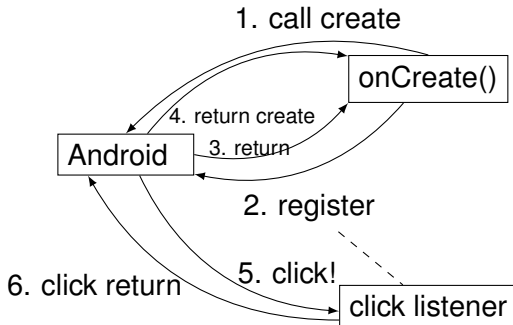 1. call create
onCreate()
4. return create
3. return
Android
2. register
5. click!
6. click return
click listener